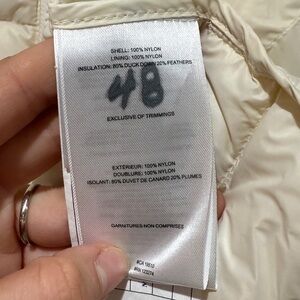 SHELL: 100% NYLON
LINING: 100% NYLON
INSULATION: 80% DUCK DOWN 20% FEATHERS
48
EXCLUSIVE OF TRIMMINGS
EXTÉRIEUR: 100% NYLON
DOUBLURE: 100% NYLON
ISOLANT: 80% DUVET DE CANARD 20% PLUMES
GARNITURES NON COMPRISES